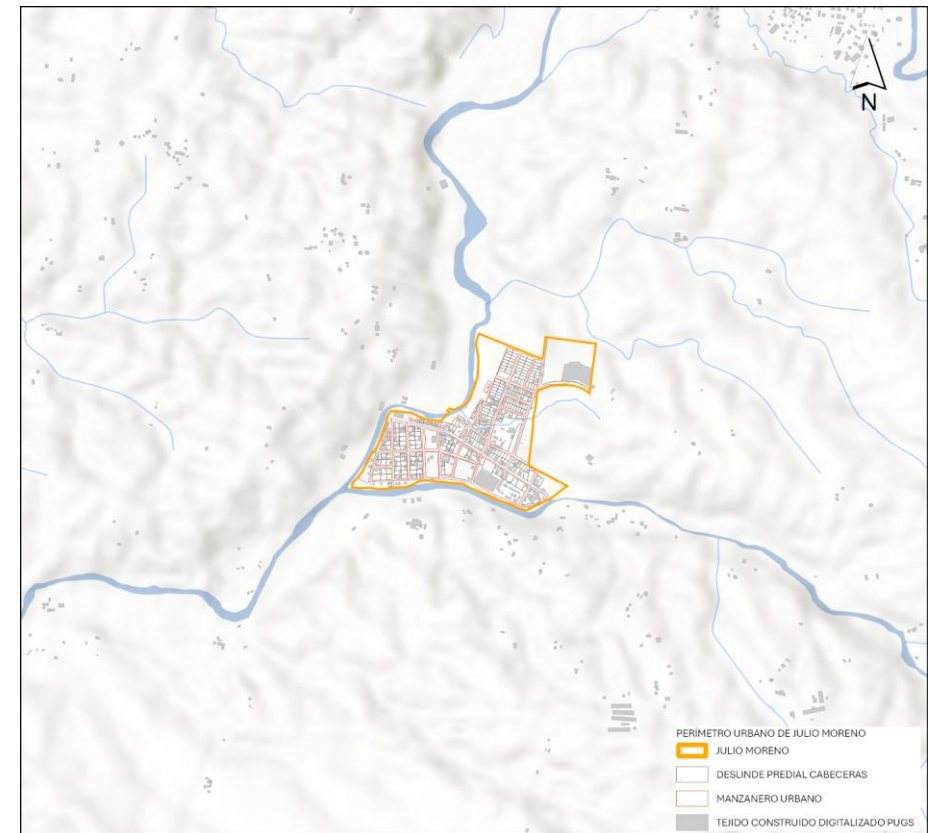 N
PERÍMETRO URBANO DE JULIO MORENO
JULIO MORENO
DESLINDE PREDIAL CABECERAS
MANZANERO URBANO
TEJIDO CONSTRUIDO DIGITALIZADO PUGS